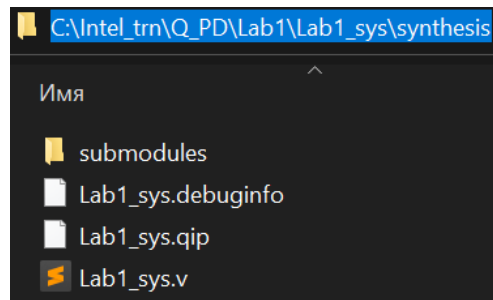 C:\Intel_trn\Q_PD\Lab1\Lab1_sys\synthesis
Имя
submodules
Lab1_sys.debuginfo
Lab1_sys.qip
Lab1_sys.v